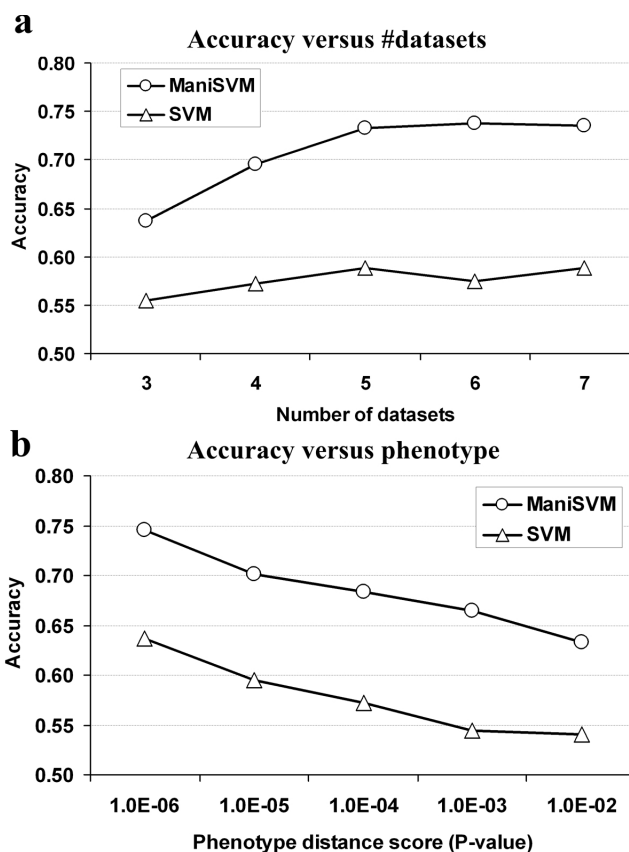 a
Accuracy versus #datasets
0.80
0.75
0.70
0.65
0.60
0.55
0.50
Accuracy
ManiSVM
SVM
3 4 5 6 7
Number of datasets
b
Accuracy versus phenotype
0.80
0.75
0.70
0.65
0.60
0.55
0.50
Accuracy
ManiSVM
SVM
1.0E-06 1.0E-05 1.0E-04 1.0E-03 1.0E-02
Phenotype distance score (P-value)